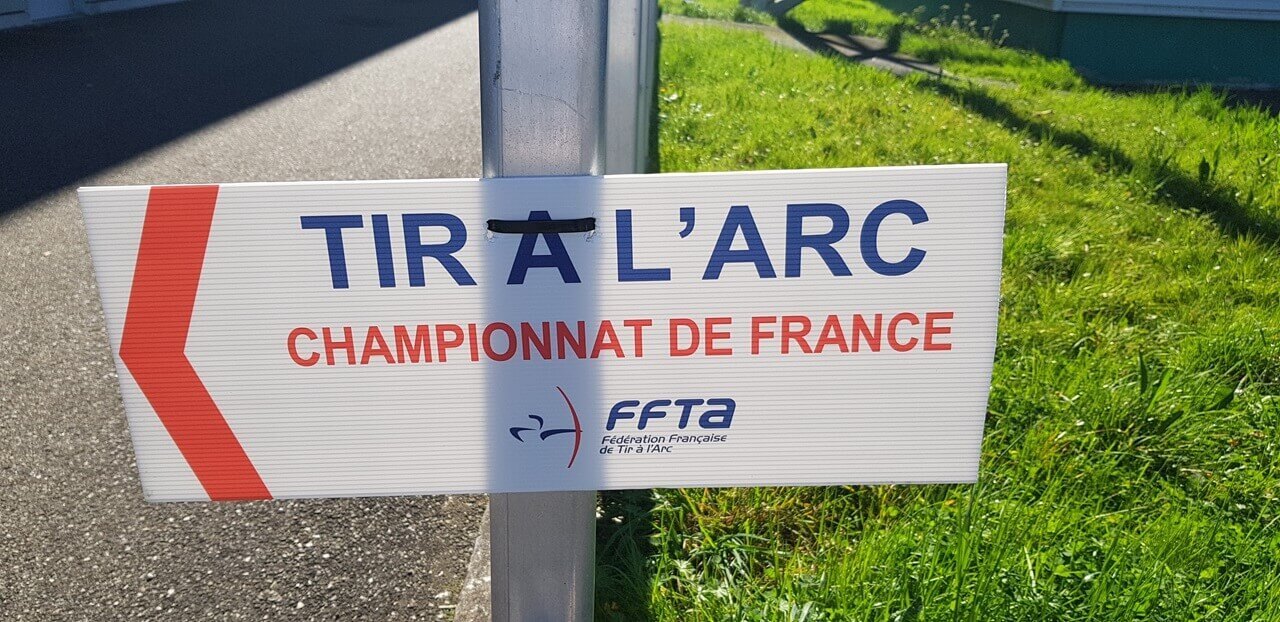 TIR A L'ARC
CHAMPIONNAT DE FRANCE
FFTa
Fédération Française
de Tir à l'Arc